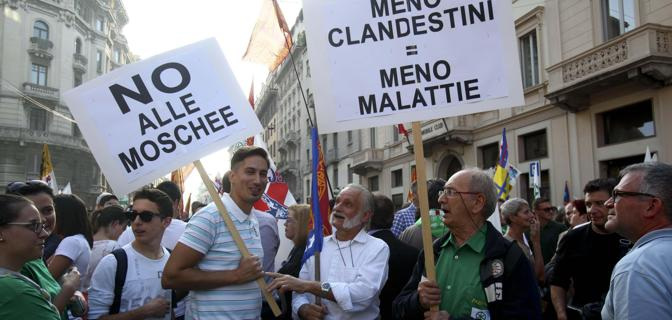 NO
ALLE
MOSCHEE
MENO
CLANDESTINI
=
MENO
MALATTIE